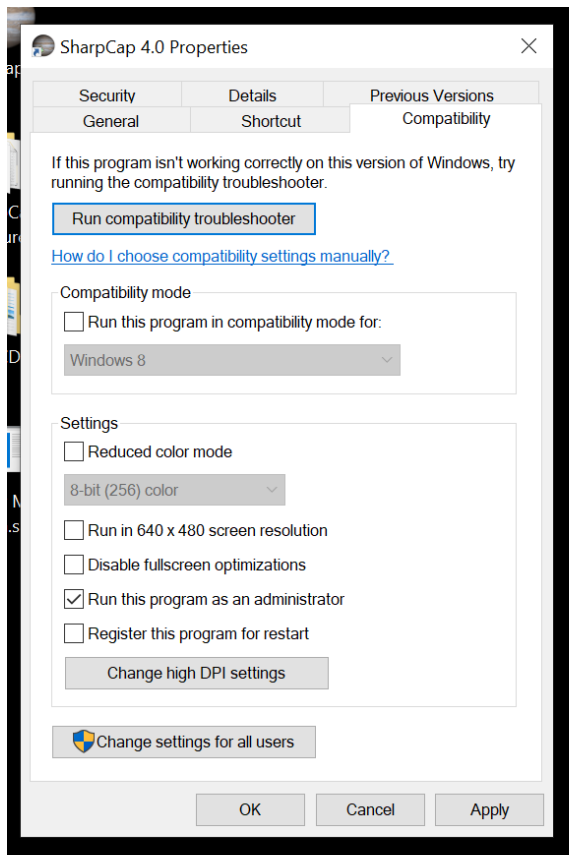 SharpCap 4.0 Properties
Security
Details
Previous Versions
General
Shortcut
Compatibility
If this program isn't working correctly on this version of Windows, try
running the compatibility troubleshooter.
Run compatibility troubleshooter
How do I choose compatibility settings manually?
Compatibility mode
Run this program in compatibility mode for:
Windows 8
Settings
Reduced color mode
8-bit (256) color
Run in 640 x 480 screen resolution
Disable fullscreen optimizations
Run this program as an administrator
Register this program for restart
Change high DPI settings
Change settings for all users
OK
Cancel
Apply